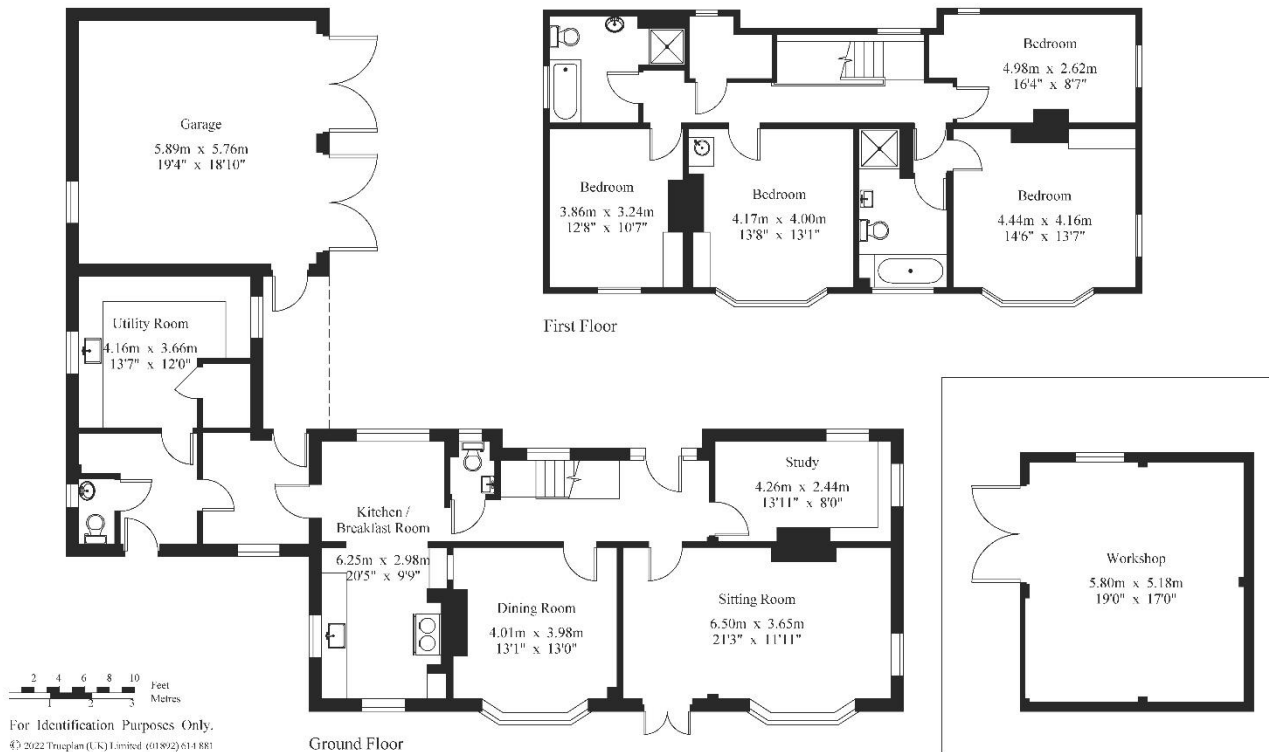 Garage
5.89m x 5.76m
19'4" x 18'10"
Utility Room
4.16m x 3.66m
13'7" x 12'0"
Kitchen /
Breakfast Room
6.25m x 2.98m
20'5" x 9'9"
Dining Room
4.01m x 3.98m
13'1" x 13'0"
Sitting Room
6.50m x 3.65m
21'3" x 11'11"
Study
4.26m x 2.44m
13'11" x 8'0"
Ground Floor
Bedroom
3.86m x 3.24m
12'8" x 10'7"
Bedroom
4.17m x 4.00m
13'8" x 13'1"
Bedroom
4.98m x 2.62m
16'4" x 8'7"
Bedroom
4.44m x 4.16m
14'6" x 13'7"
First Floor
Workshop
5.80m x 5.18m
19'0" x 17'0"
2 4 6 8 10 Feet
1 2 3 Metres
For Identification Purposes Only.
© 2022 Trueplan (UK) Limited (01892) 614 881